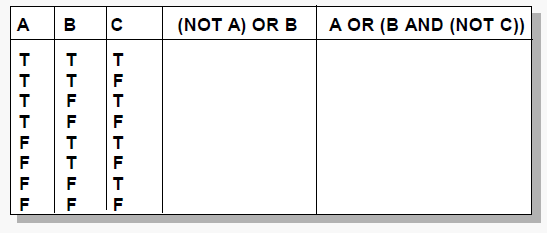 A B C (NOT A) OR B A OR (B AND (NOT C))
T T T
T T F
T F T
T F F
F T T
F T F
F F T
F F F